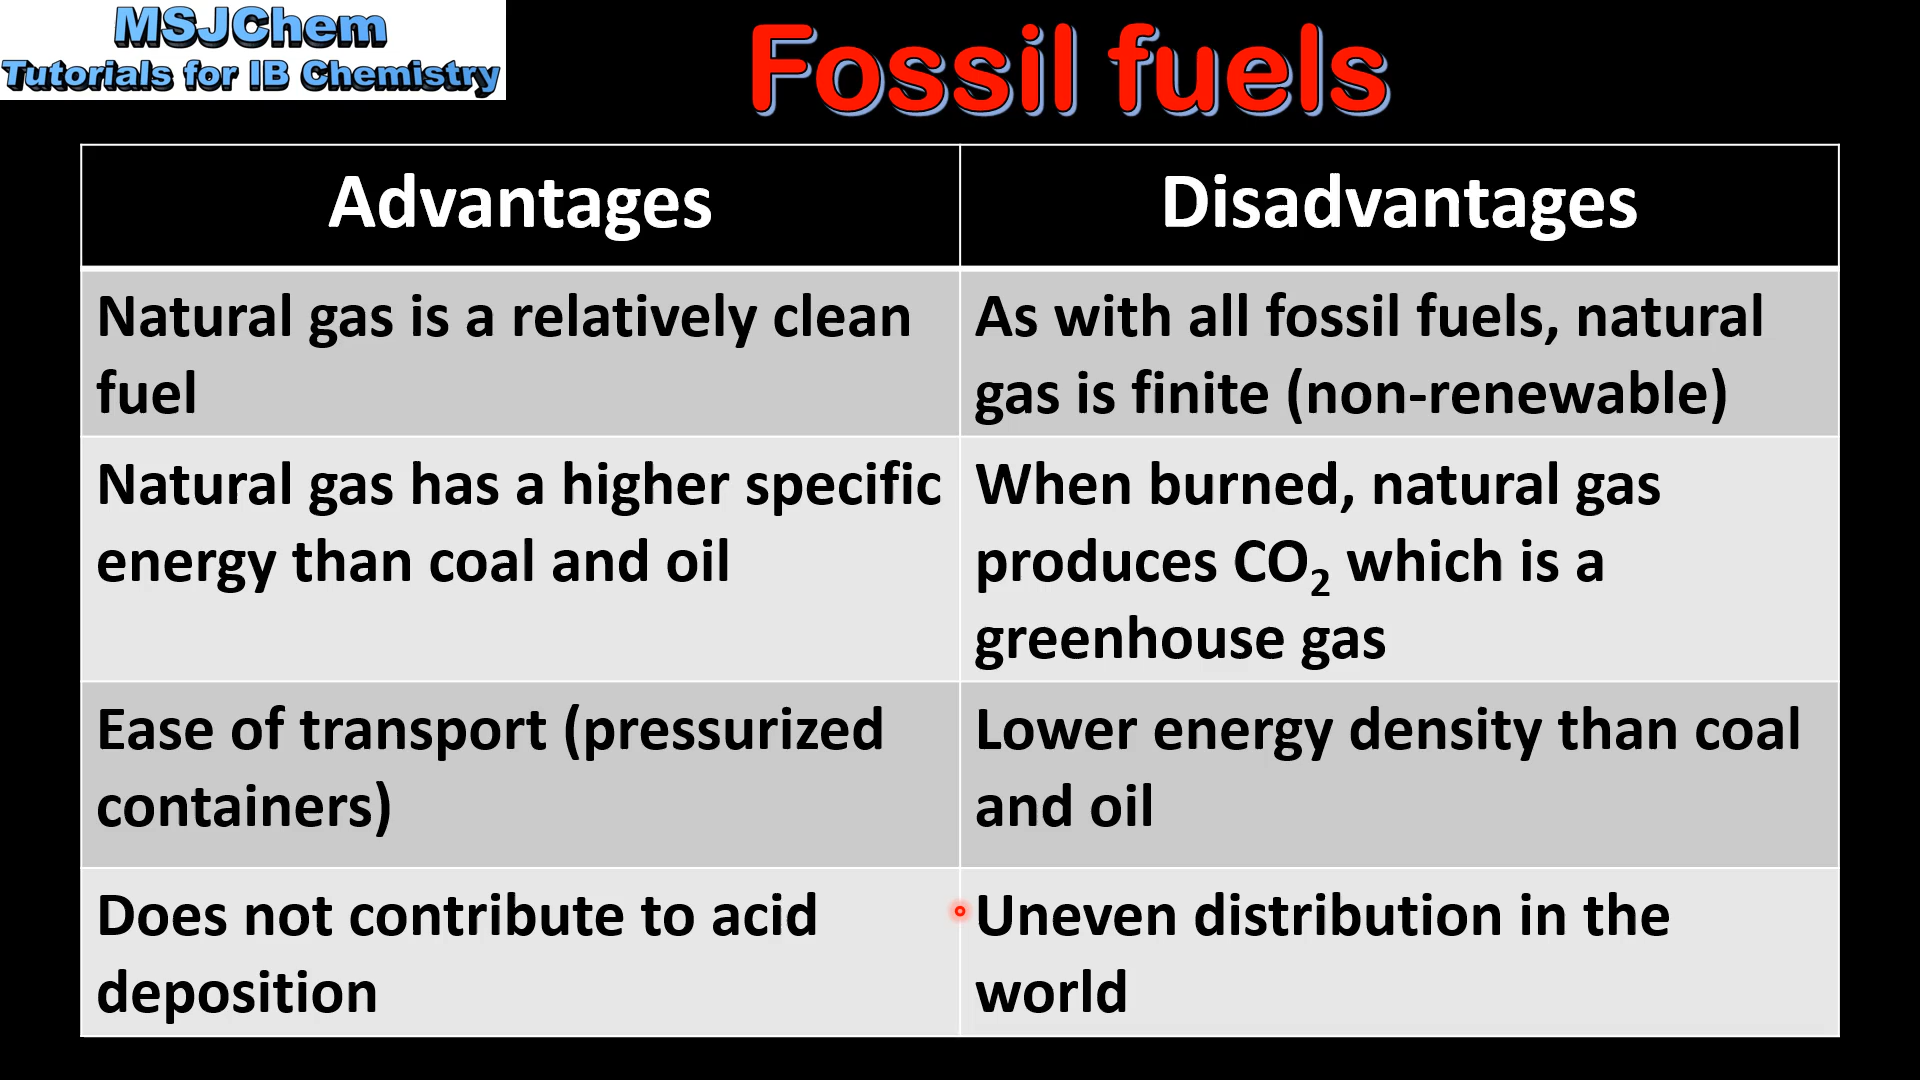 MSJChem
Tutorials for IB Chemistry
Fossil fuels
Advantages
Disadvantages
Natural gas is a relatively clean
fuel
As with all fossil fuels, natural
gas is finite (non-renewable)
Natural gas has a higher specific
energy than coal and oil
When burned, natural gas
produces CO₂ which is a
greenhouse gas
Ease of transport (pressurized
containers)
Lower energy density than coal
and oil
Does not contribute to acid
deposition
Uneven distribution in the
world